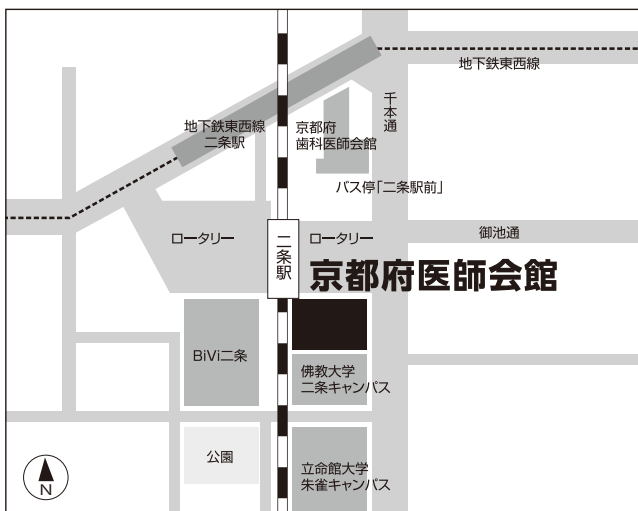 地下鉄東西線
千本通
地下鉄東西線
二条駅
京都府
歯科医師会館
バス停「二条駅前」
ロータリー
二条駅
ロータリー
御池通
京都府医師会館
BiVi二条
佛教大学
二条キャンパス
公園
立命館大学
朱雀キャンパス
N